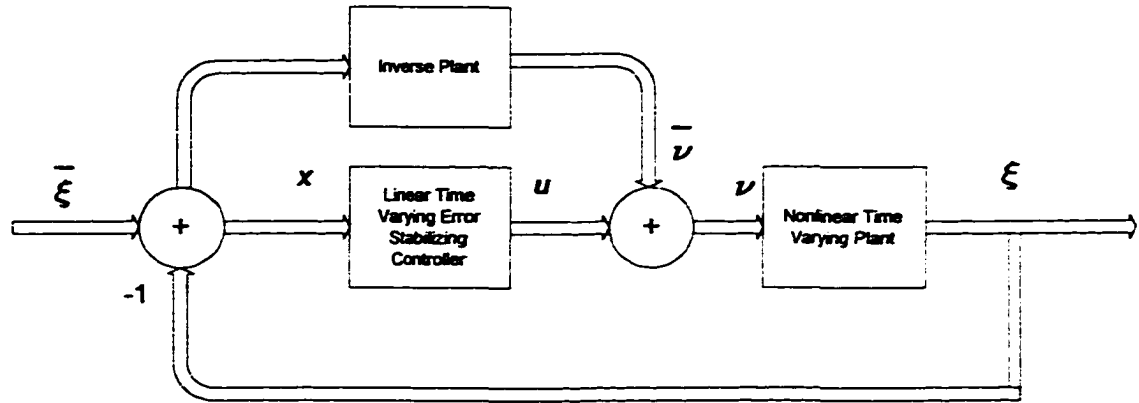 Inverse Plant
ν̄
ξ̄
x
Linear Time
Varying Error
Stabilizing
Controller
u
ν
Nonlinear Time
Varying Plant
ξ
+
+
-1